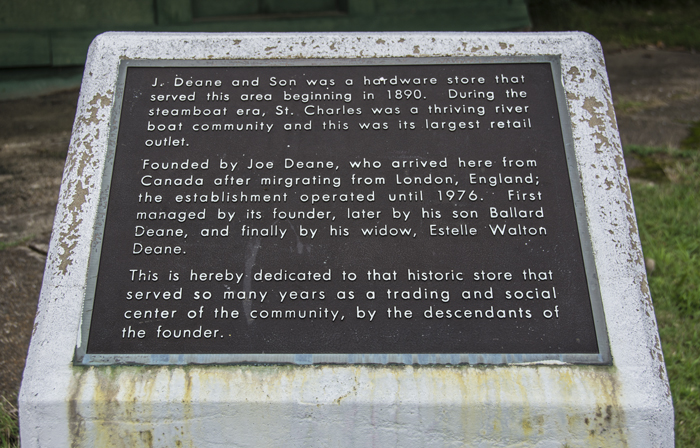 J. Deane and Son was a hardware store that
served this area beginning in 1890. During the
steamboat era, St. Charles was a thriving river
boat community and this was its largest retail
outlet.
Founded by Joe Deane, who arrived here from
Canada after mirgrating from London, England;
the establishment operated until 1976. First
managed by its founder, later by his son Ballard
Deane, and finally by his widow, Estelle Walton
Deane.
This is hereby dedicated to that historic store that
served so many years as a trading and social
center of the community, by the descendants of
the founder.